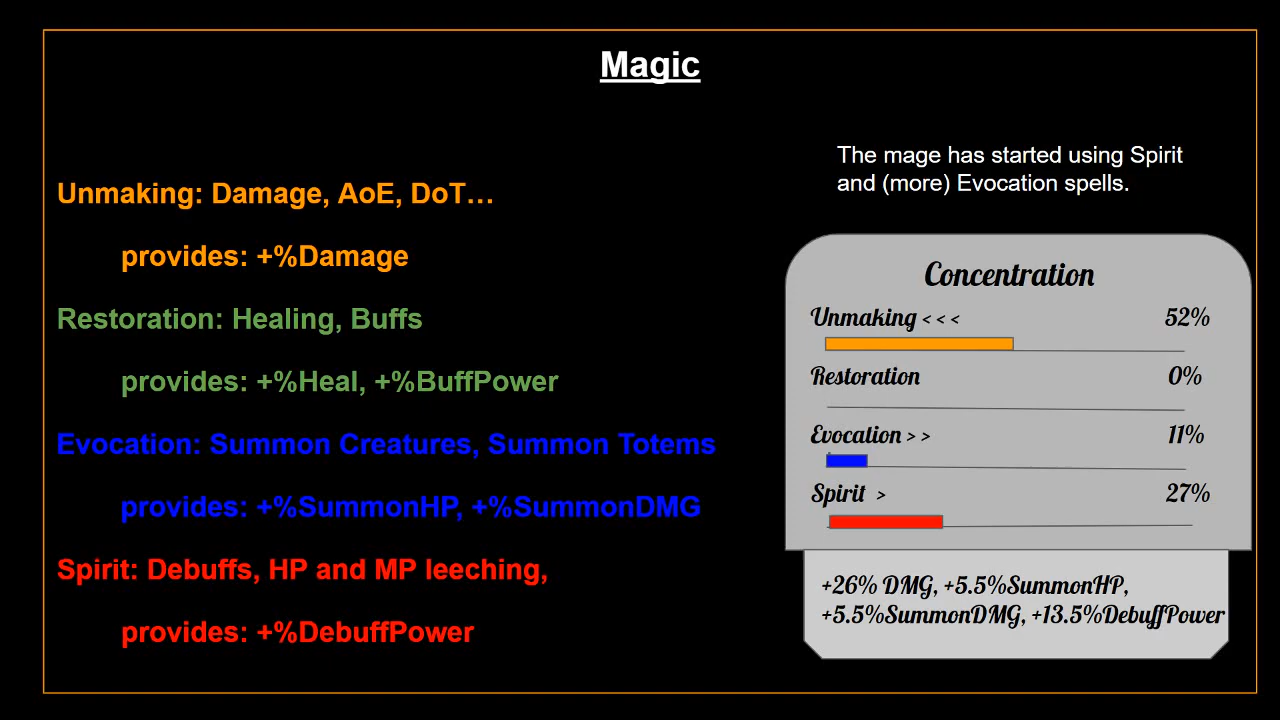 Magic
Unmaking: Damage, AoE, DoT…
provides: +%Damage
Restoration: Healing, Buffs
provides: +%Heal, +%BuffPower
Evocation: Summon Creatures, Summon Totems
provides: +%SummonHP, +%SummonDMG
Spirit: Debuffs, HP and MP leeching,
provides: +%DebuffPower
The mage has started using Spirit
and (more) Evocation spells.
Concentration
Unmaking < < < 52%
Restoration 0%
Evocation > > 11%
Spirit > 27%
+26% DMG, +5.5%SummonHP,
+5.5%SummonDMG, +13.5%DebuffPower